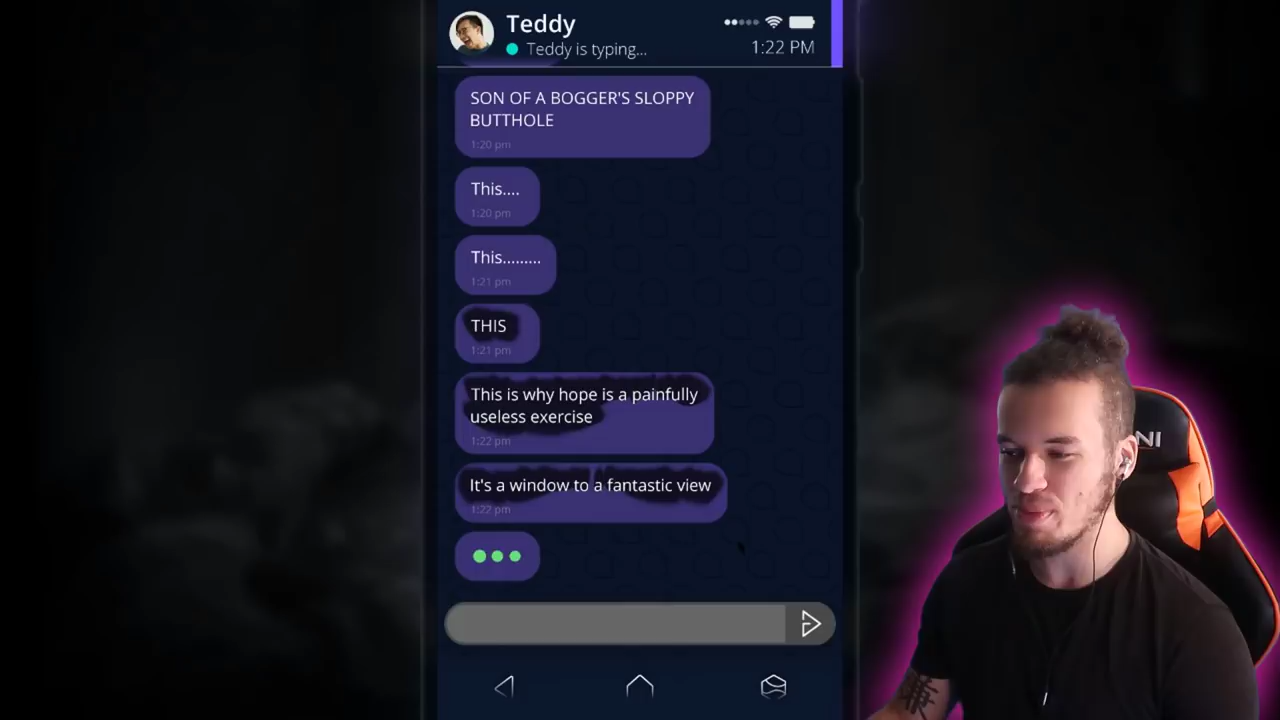 Teddy
Teddy is typing...
1:22 PM
SON OF A BOGGER'S SLOPPY
BUTTHOLE
1:20 pm
This....
1:20 pm
This.........
1:21 pm
THIS
1:21 pm
This is why hope is a painfully
useless exercise
1:22 pm
It's a window to a fantastic view
1:22 pm
NI